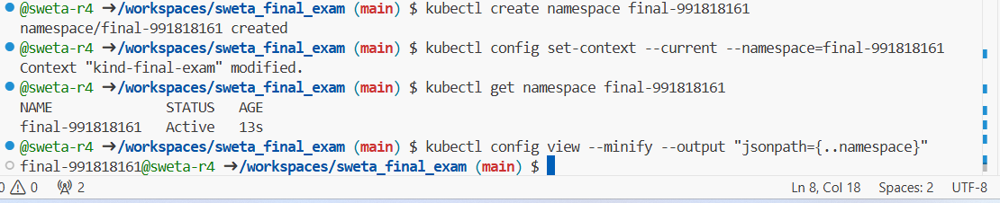 @sweta-r4 →/workspaces/sweta_final_exam (main) $ kubectl create namespace final-991818161
namespace/final-991818161 created
@sweta-r4 →/workspaces/sweta_final_exam (main) $ kubectl config set-context --current --namespace=final-991818161
Context "kind-final-exam" modified.
@sweta-r4 →/workspaces/sweta_final_exam (main) $ kubectl get namespace final-991818161
NAME              STATUS   AGE
final-991818161   Active   13s
@sweta-r4 →/workspaces/sweta_final_exam (main) $ kubectl config view --minify --output "jsonpath={..namespace}"
final-991818161@sweta-r4 →/workspaces/sweta_final_exam (main) $
0 0 2 Ln 8, Col 18 Spaces: 2 UTF-8